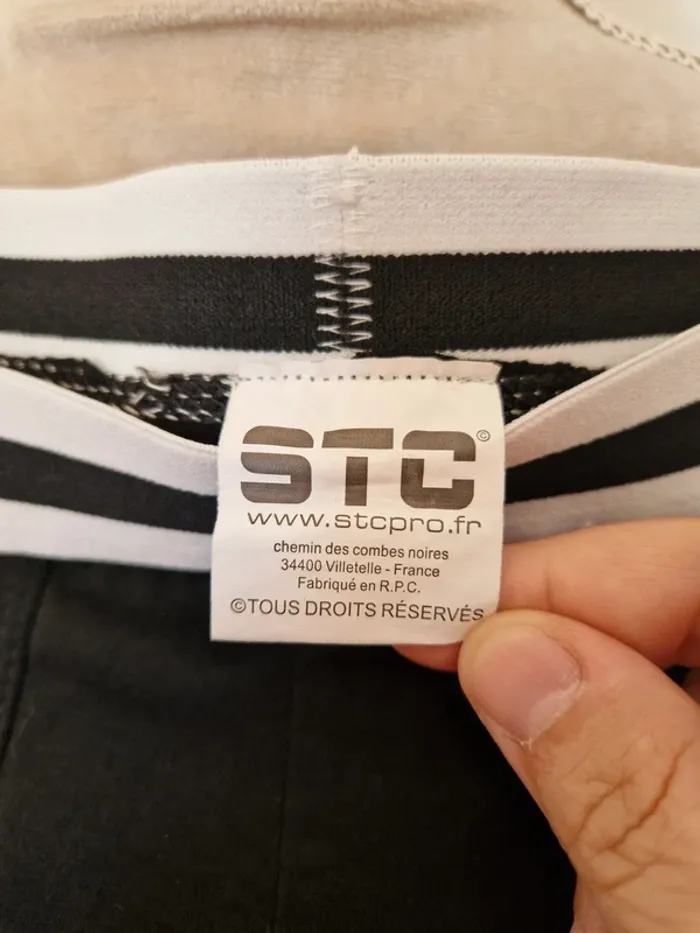 STC©
www.stcpro.fr
chemin des combes noires
34400 Villetelle - France
Fabriqué en R.P.C.
©TOUS DROITS RÉSERVÉS